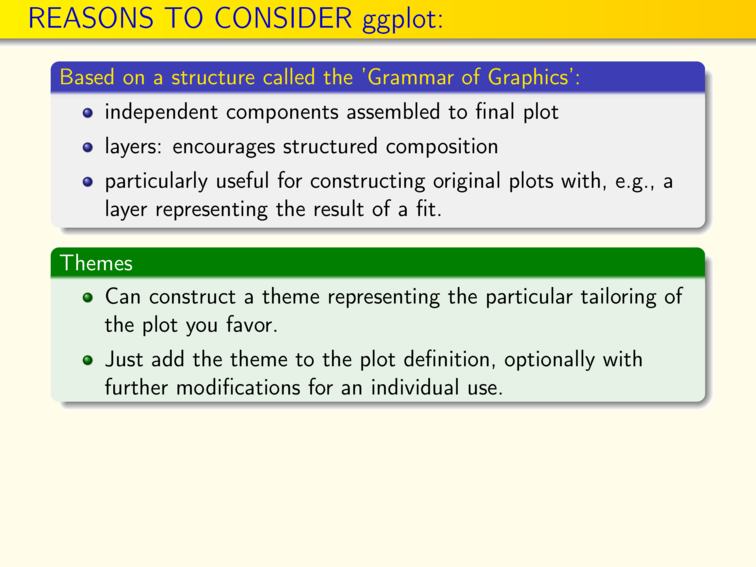 REASONS TO CONSIDER ggplot:
Based on a structure called the 'Grammar of Graphics':
independent components assembled to final plot
layers: encourages structured composition
particularly useful for constructing original plots with, e.g., a
layer representing the result of a fit.
Themes
Can construct a theme representing the particular tailoring of
the plot you favor.
Just add the theme to the plot definition, optionally with
further modifications for an individual use.